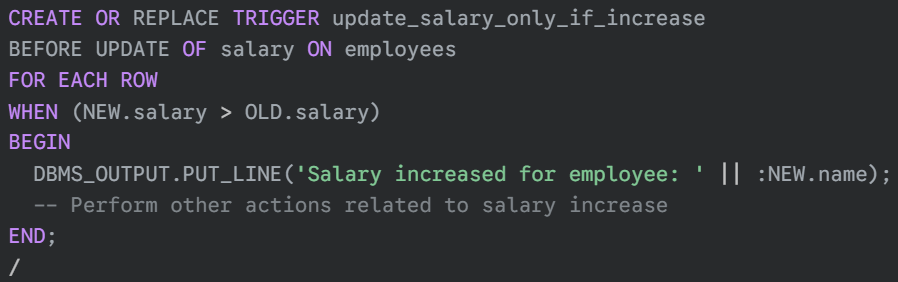 CREATE OR REPLACE TRIGGER update_salary_only_if_increase
BEFORE UPDATE OF salary ON employees
FOR EACH ROW
WHEN (NEW.salary > OLD.salary)
BEGIN
  DBMS_OUTPUT.PUT_LINE('Salary increased for employee: ' || :NEW.name);
  -- Perform other actions related to salary increase
END;
/